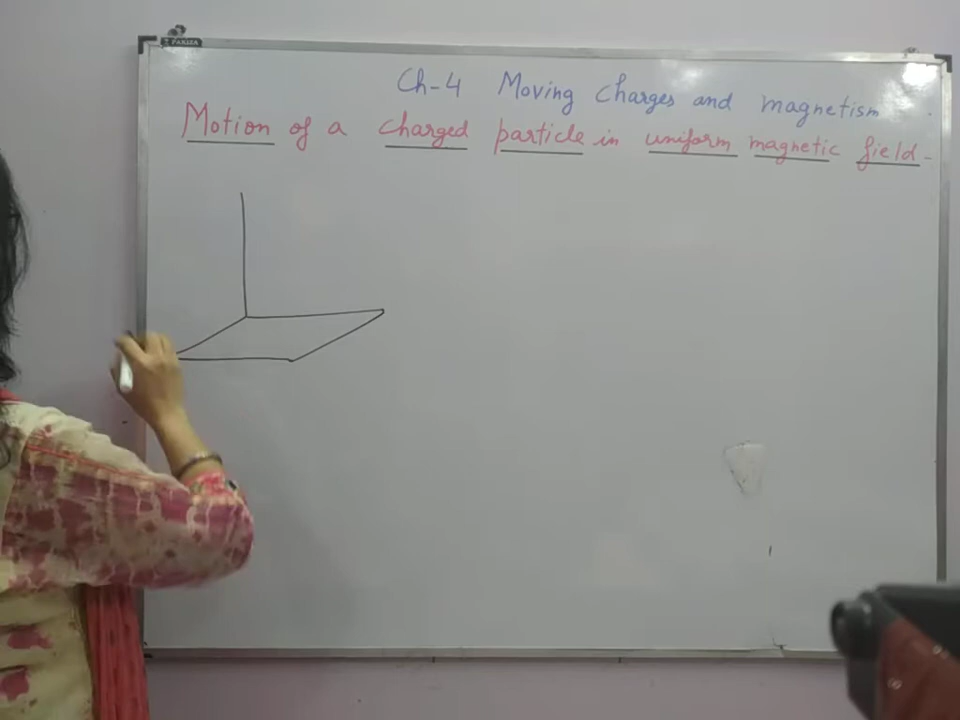 Ch-4 Moving Charges and magnetism
Motion of a charged particle in uniform magnetic field-